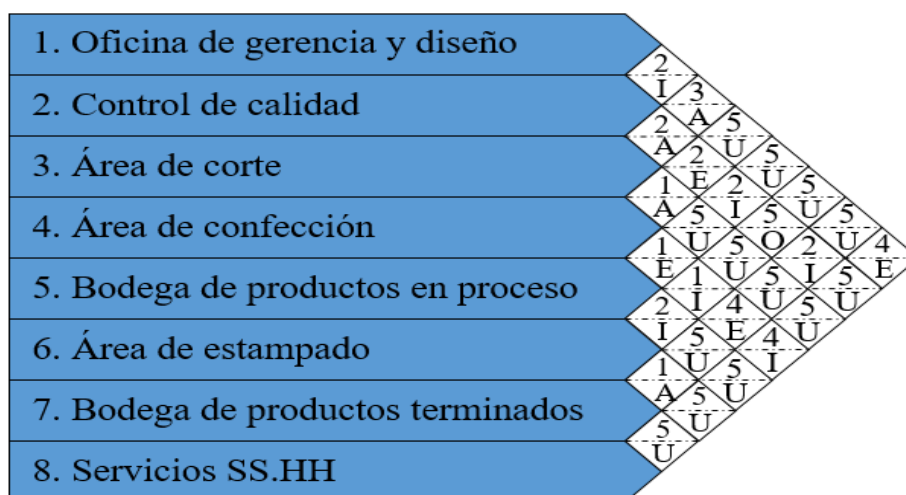 1. Oficina de gerencia y diseño
2. Control de calidad
3. Área de corte
4. Área de confección
5. Bodega de productos en proceso
6. Área de estampado
7. Bodega de productos terminados
8. Servicios SS.HH
2
I
2
A
1
A
1
E
2
I
1
A
5
U
3
A
2
E
5
U
1
I
5
U
5
U
5
U
2
I
5
U
4
E
5
U
5
U
5
O
5
U
4
I
5
U
2
I
5
U
5
U
5
U
4
E